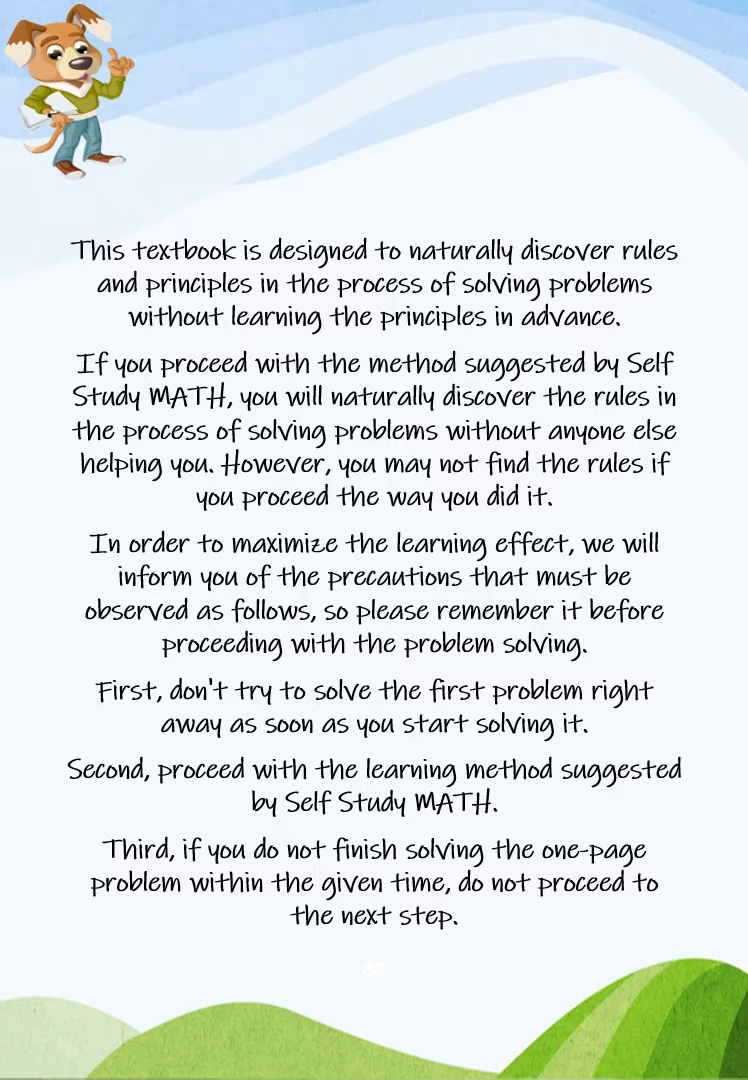 This textbook is designed to naturally discover rules
and principles in the process of solving problems
without learning the principles in advance.
If you proceed with the method suggested by Self
Study MATH, you will naturally discover the rules in
the process of solving problems without anyone else
helping you. However, you may not find the rules if
you proceed the way you did it.
In order to maximize the learning effect, we will
inform you of the precautions that must be
observed as follows, so please remember it before
proceeding with the problem solving.
First, don't try to solve the first problem right
away as soon as you start solving it.
Second, proceed with the learning method suggested
by Self Study MATH.
Third, if you do not finish solving the one-page
problem within the given time, do not proceed to
the next step.